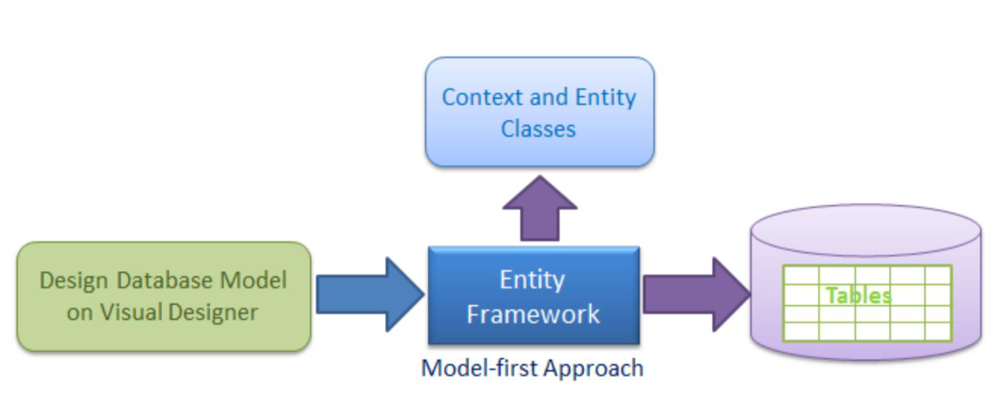 Context and Entity
Classes
Design Database Model
on Visual Designer
Entity
Framework
Tables
Model-first Approach